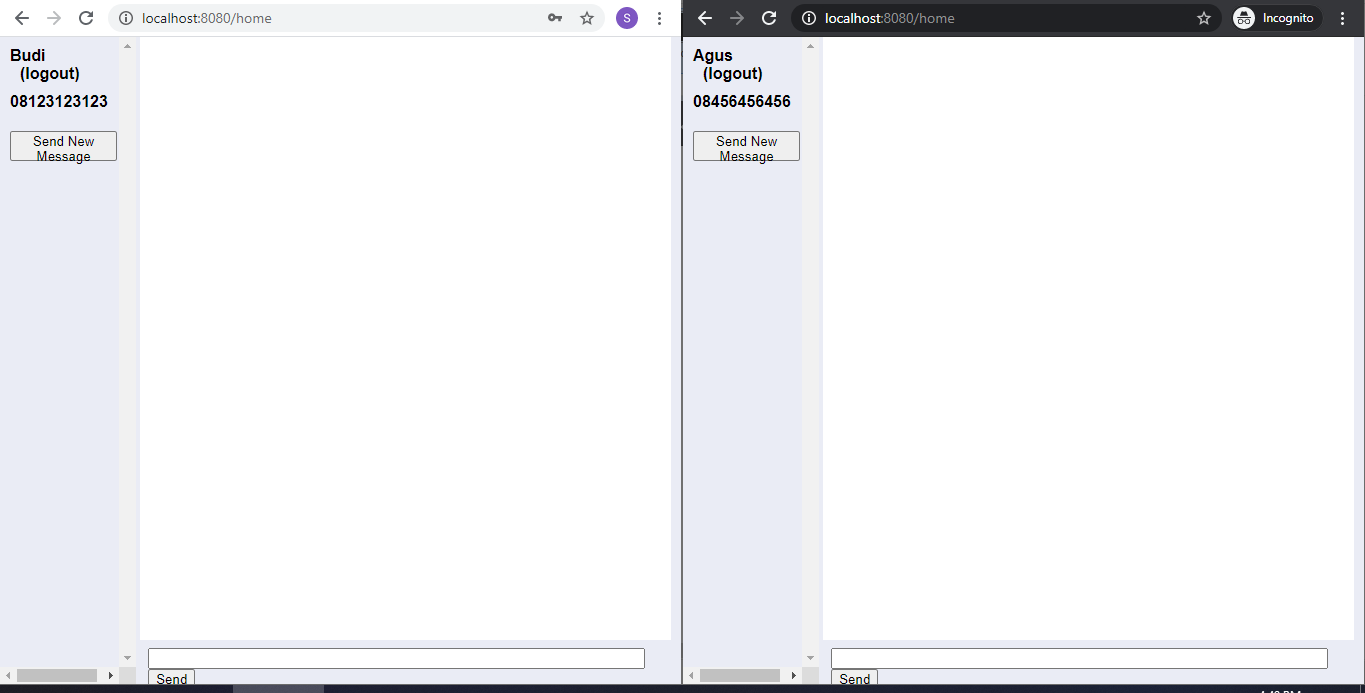 localhost:8080/home
S
Budi
(logout)
08123123123
Send New
Message
Send
localhost:8080/home
Incognito
Agus
(logout)
08456456456
Send New
Message
Send